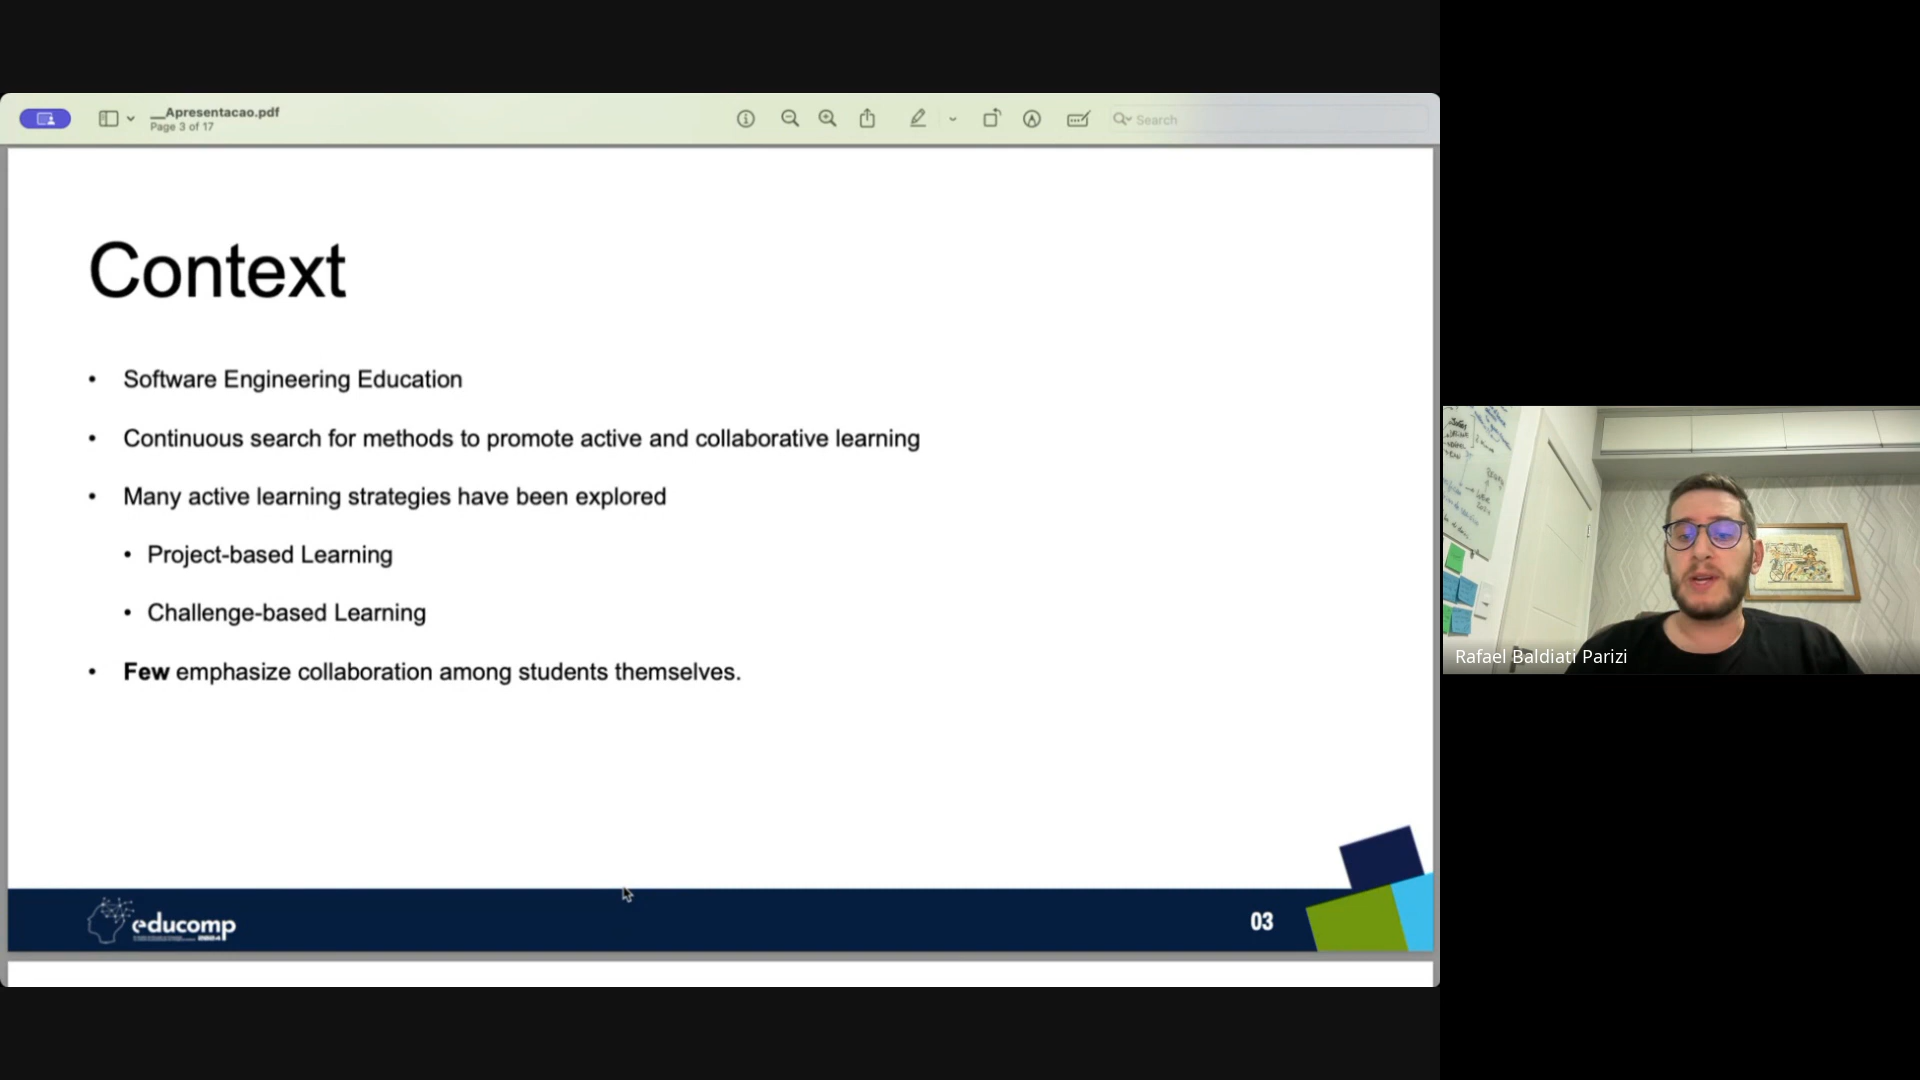 __Apresentacao.pdf
Page 3 of 17
Search
Context
• Software Engineering Education
• Continuous search for methods to promote active and collaborative learning
• Many active learning strategies have been explored
• Project-based Learning
• Challenge-based Learning
• Few emphasize collaboration among students themselves.
educomp
03
Rafael Baldiati Parizi